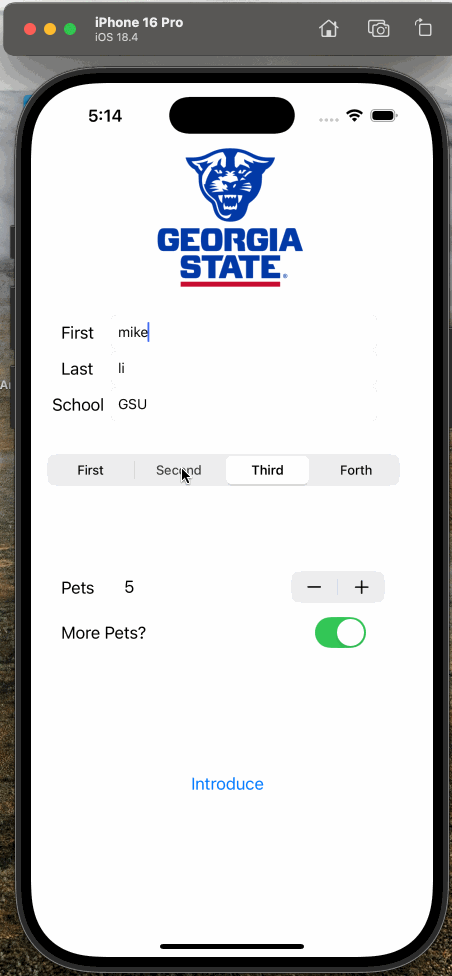 iPhone 16 Pro
iOS 18.4
5:14
GEORGIA
STATE
First mike
Last li
School GSU
First Second Third Forth
Pets 5
More Pets?
Introduce